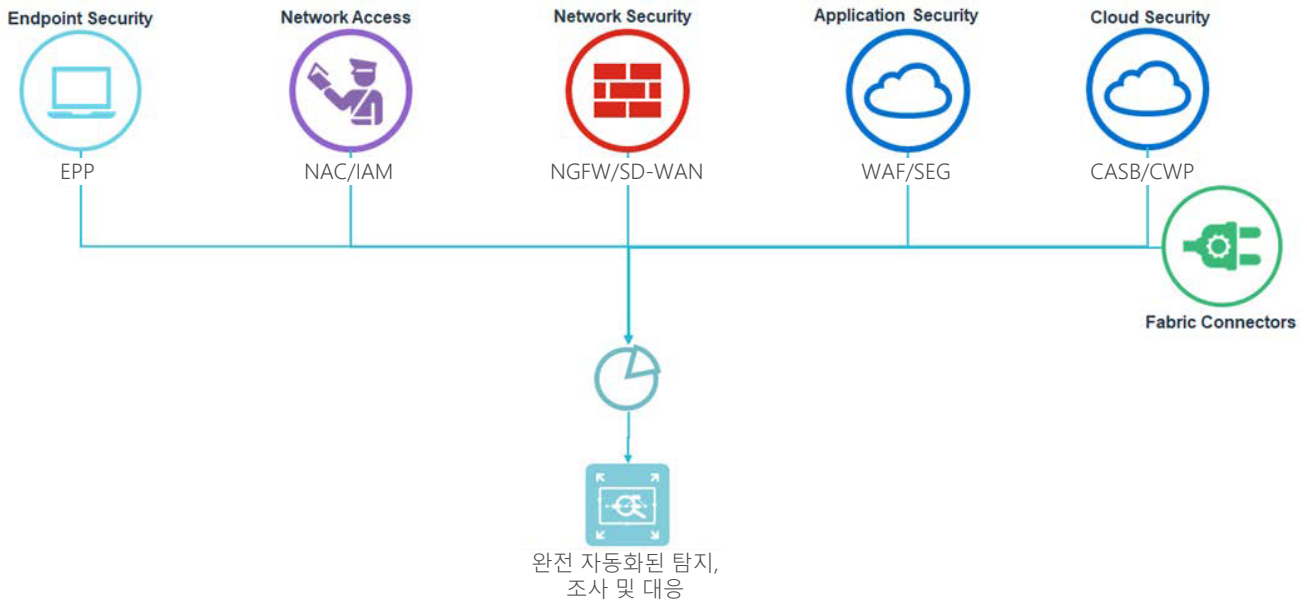 Endpoint Security
Network Access
Network Security
Application Security
Cloud Security
EPP
NAC/IAM
NGFW/SD-WAN
WAF/SEG
CASB/CWP
Fabric Connectors
완전 자동화된 탐지,
조사 및 대응